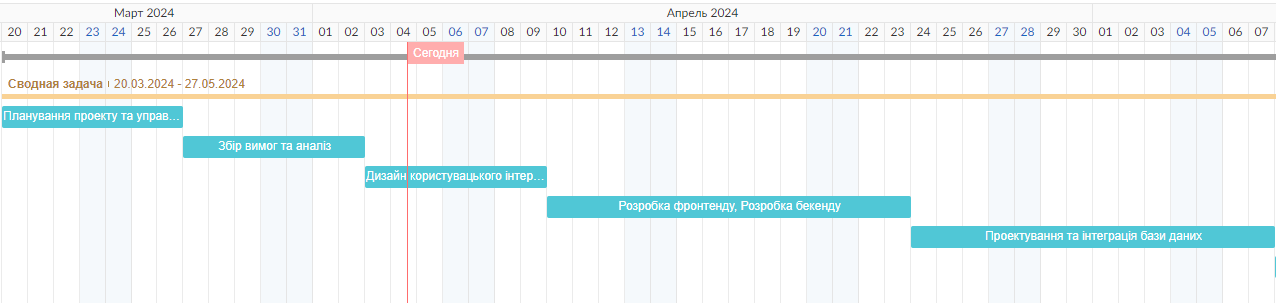 Март 2024 Апрель 2024
20 21 22 23 24 25 26 27 28 29 30 31 01 02 03 04 05 06 07 08 09 10 11 12 13 14 15 16 17 18 19 20 21 22 23 24 25 26 27 28 29 30 01 02 03 04 05 06 07
Сегодня
Сводная задача 20.03.2024 - 27.05.2024
Планування проекту та управ...
Збір вимог та аналіз
Дизайн користувацького інтер...
Розробка фронтенду, Розробка бекенду
Проектування та інтеграція бази даних